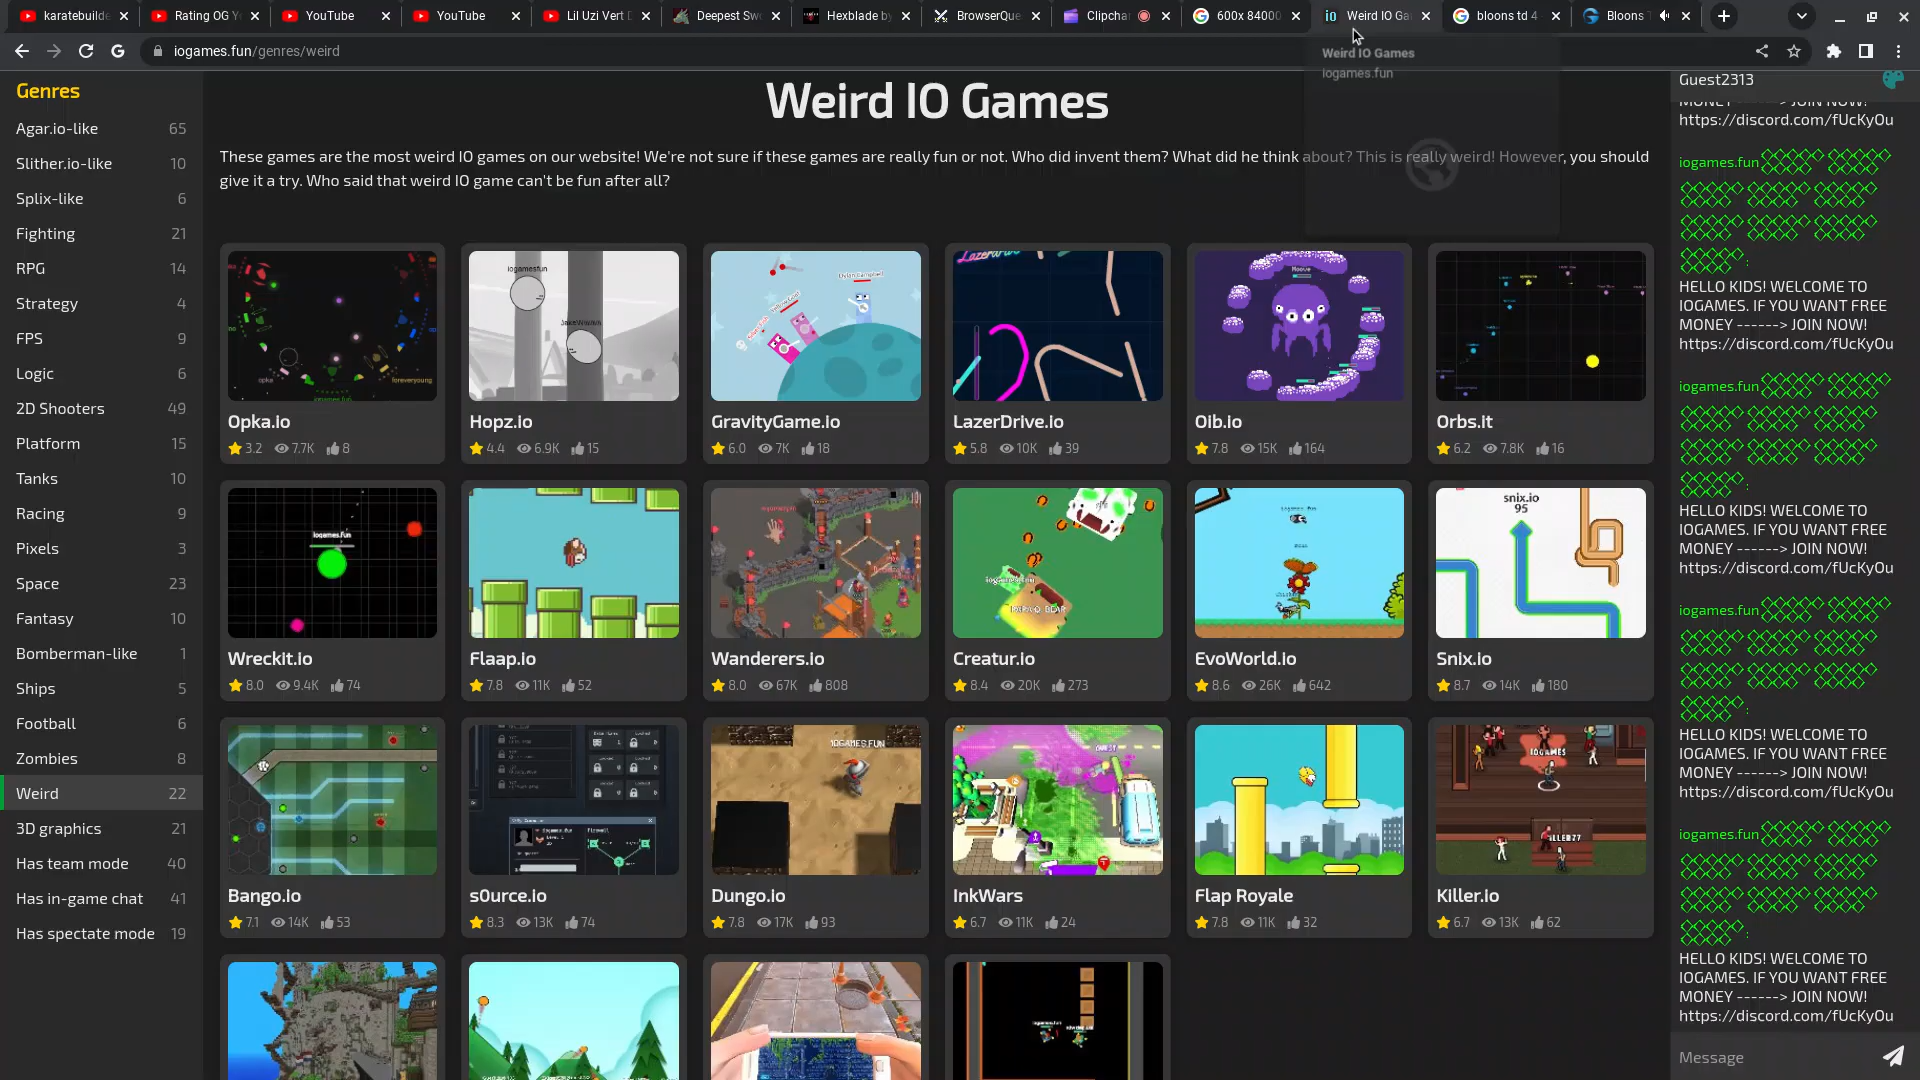 karatebuilde
Rating OG Y
YouTube
YouTube
Lil Uzi Vert D
Deepest Sw
Hexblade by
BrowserQue
Clipcha
600x 84000
Weird IO Ga
bloons td 4
Bloons T
iogames.fun/genres/weird
Weird IO Games
iogames.fun
Genres
Agar.io-like 65
Slither.io-like 10
Splix-like 6
Fighting 21
RPG 14
Strategy 4
FPS 9
Logic 6
2D Shooters 49
Platform 15
Tanks 10
Racing 9
Pixels 3
Space 23
Fantasy 10
Bomberman-like 1
Ships 5
Football 6
Zombies 8
Weird 22
3D graphics 21
Has team mode 40
Has in-game chat 41
Has spectate mode 19
Weird IO Games
These games are the most weird IO games on our website! We're not sure if these games are really fun or not. Who did invent them? What did he think about? This is really weird! However, you should
give it a try. Who said that weird IO game can't be fun after all?
Opka.io
3.2 7.7K 8
Hopz.io
4.4 6.9K 15
GravityGame.io
6.0 7K 18
LazerDrive.io
5.8 10K 39
Oib.io
7.8 15K 164
Orbs.it
6.2 7.8K 16
iogames.fun
snix.io
95
Wreckit.io
8.0 9.4K 74
Flaap.io
7.8 11K 52
Wanderers.io
8.0 67K 808
Creatur.io
8.4 20K 273
EvoWorld.io
8.6 26K 642
Snix.io
8.7 14K 180
IOGAMES.FUN
IOGAMES
Bango.io
7.1 14K 53
s0urce.io
8.3 13K 74
Dungo.io
7.8 17K 93
InkWars
6.7 11K 24
Flap Royale
7.8 11K 32
Killer.io
6.7 13K 62
Guest2313
MONEY ------> JOIN NOW!
https://discord.com/fUcKyOu
iogames.fun
:
HELLO KIDS! WELCOME TO
IOGAMES. IF YOU WANT FREE
MONEY ------> JOIN NOW!
https://discord.com/fUcKyOu
iogames.fun
:
HELLO KIDS! WELCOME TO
IOGAMES. IF YOU WANT FREE
MONEY ------> JOIN NOW!
https://discord.com/fUcKyOu
iogames.fun
:
HELLO KIDS! WELCOME TO
IOGAMES. IF YOU WANT FREE
MONEY ------> JOIN NOW!
https://discord.com/fUcKyOu
iogames.fun
:
HELLO KIDS! WELCOME TO
IOGAMES. IF YOU WANT FREE
MONEY ------> JOIN NOW!
https://discord.com/fUcKyOu
Message